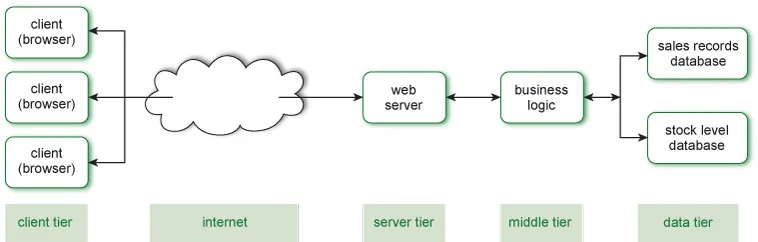 client
(browser)
client
(browser)
client
(browser)
web
server
business
logic
sales records
database
stock level
database
client tier
internet
server tier
middle tier
data tier